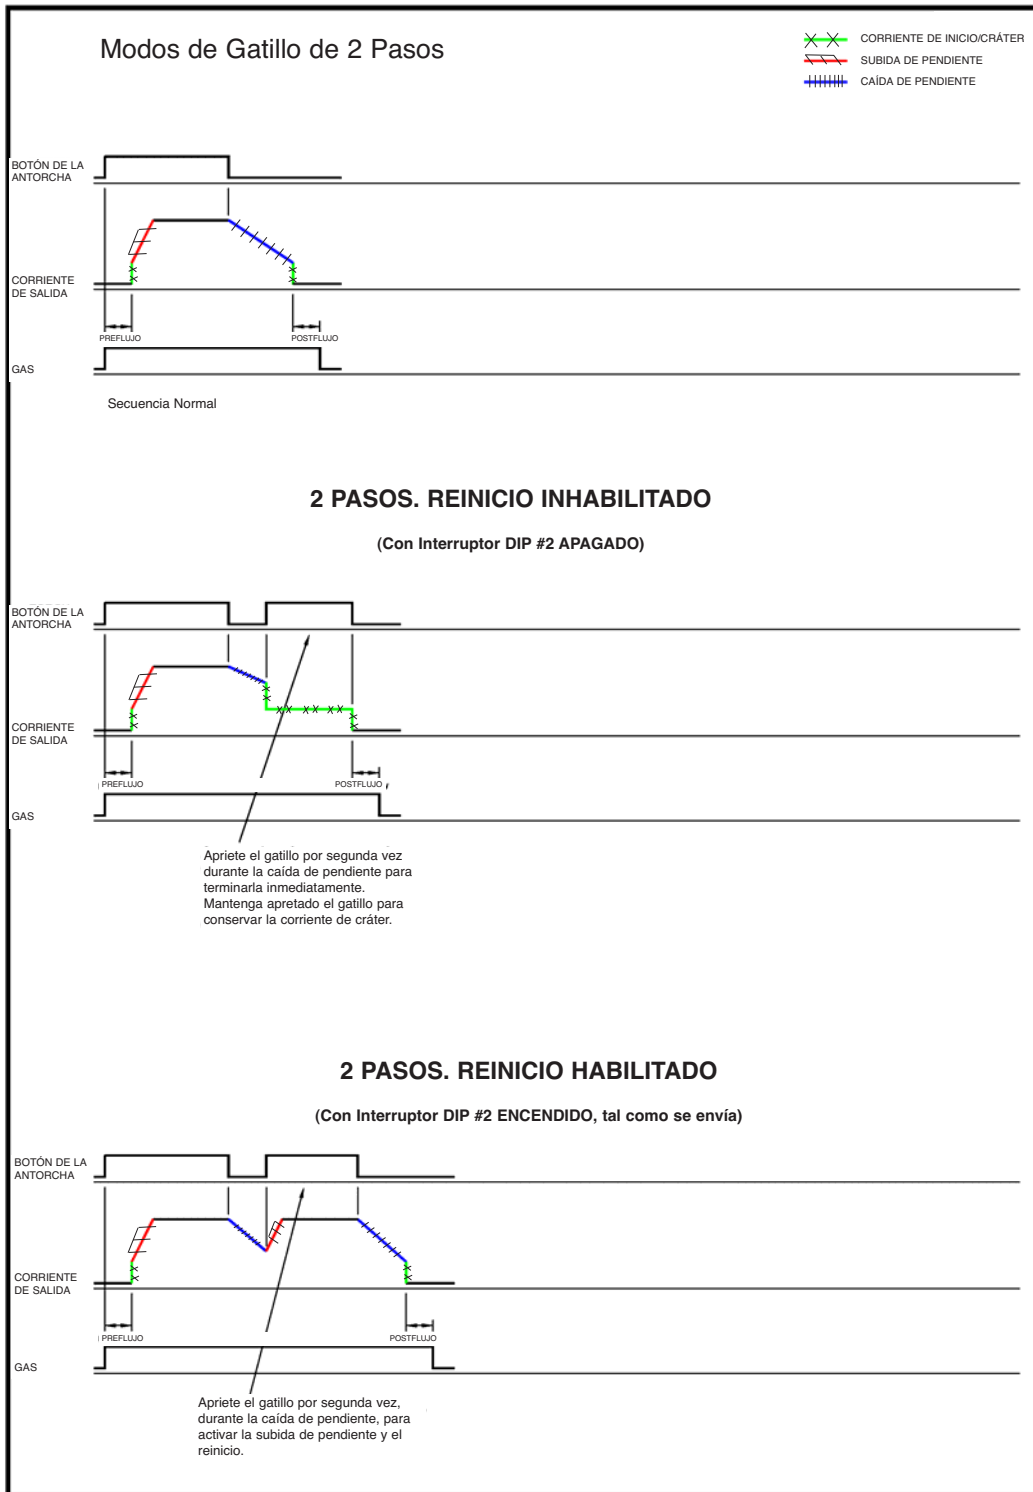 Modos de Gatillo de 2 Pasos
CORRIENTE DE INICIO/CRÁTER
SUBIDA DE PENDIENTE
CAÍDA DE PENDIENTE
BOTÓN DE LA
ANTORCHA
CORRIENTE
DE SALIDA
PREFLUJO
POSTFLUJO
GAS
Secuencia Normal
2 PASOS. REINICIO INHABILITADO
(Con Interruptor DIP #2 APAGADO)
BOTÓN DE LA
ANTORCHA
CORRIENTE
DE SALIDA
PREFLUJO
POSTFLUJO
GAS
Apriete el gatillo por segunda vez
durante la caída de pendiente para
terminarla inmediatamente.
Mantenga apretado el gatillo para
conservar la corriente de cráter.
2 PASOS. REINICIO HABILITADO
(Con Interruptor DIP #2 ENCENDIDO, tal como se envía)
BOTÓN DE LA
ANTORCHA
CORRIENTE
DE SALIDA
PREFLUJO
POSTFLUJO
GAS
Apriete el gatillo por segunda vez,
durante la caída de pendiente, para
activar la subida de pendiente y el
reinicio.